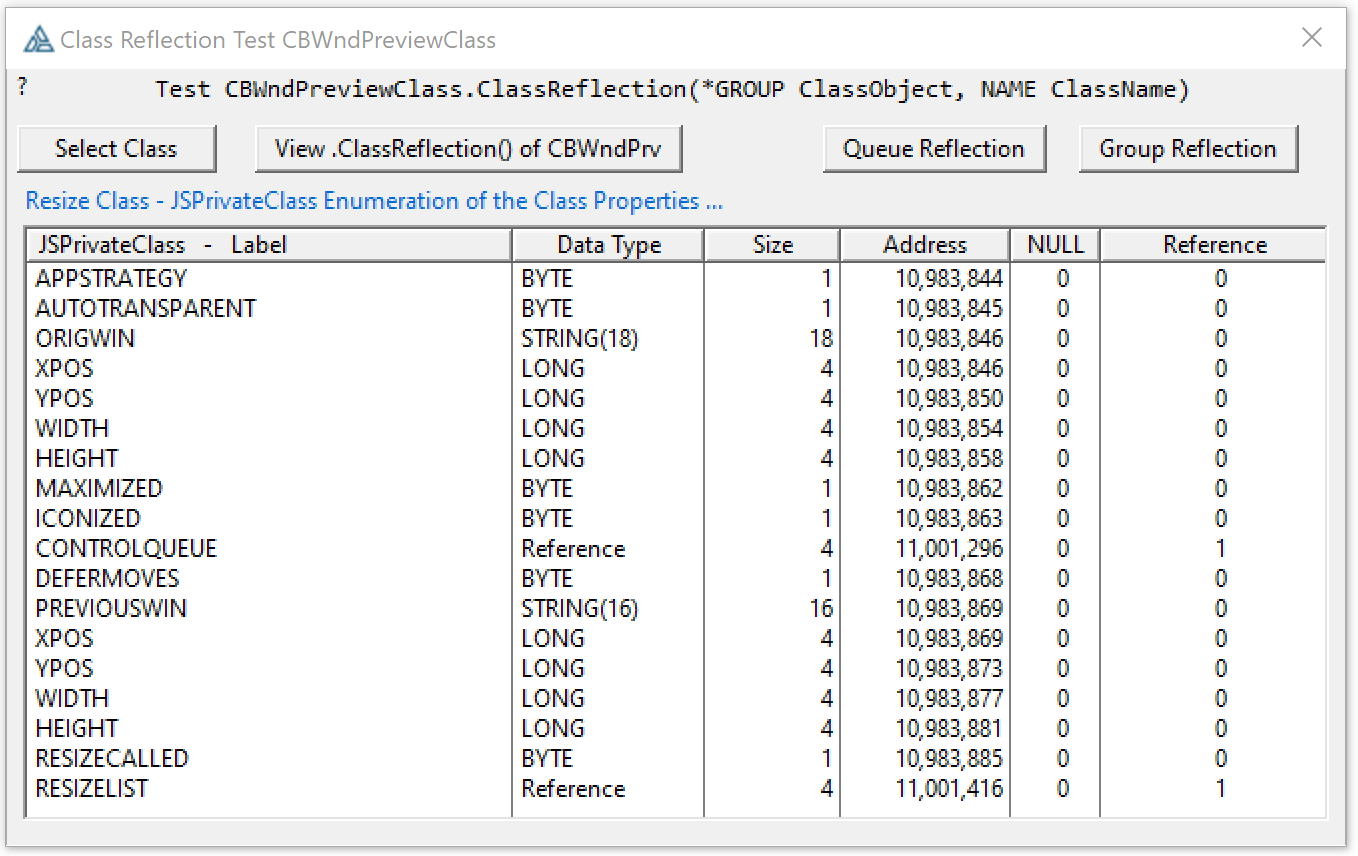 Class Reflection Test CBWndPreviewClass
? Test CBWndPreviewClass.ClassReflection(*GROUP ClassObject, NAME ClassName)
Select Class View .ClassReflection() of CBWndPrv Queue Reflection Group Reflection
Resize Class - JSPrivateClass Enumeration of the Class Properties ...
JSPrivateClass - Label Data Type Size Address NULL Reference
APPSTRATEGY BYTE 1 10,983,844 0 0
AUTOTRANSPARENT BYTE 1 10,983,845 0 0
ORIGWIN STRING(18) 18 10,983,846 0 0
XPOS LONG 4 10,983,846 0 0
YPOS LONG 4 10,983,850 0 0
WIDTH LONG 4 10,983,854 0 0
HEIGHT LONG 4 10,983,858 0 0
MAXIMIZED BYTE 1 10,983,862 0 0
ICONIZED BYTE 1 10,983,863 0 0
CONTROLQUEUE Reference 4 11,001,296 0 1
DEFERMOVES BYTE 1 10,983,868 0 0
PREVIOUSWIN STRING(16) 16 10,983,869 0 0
XPOS LONG 4 10,983,869 0 0
YPOS LONG 4 10,983,873 0 0
WIDTH LONG 4 10,983,877 0 0
HEIGHT LONG 4 10,983,881 0 0
RESIZECALLED BYTE 1 10,983,885 0 0
RESIZELIST Reference 4 11,001,416 0 1